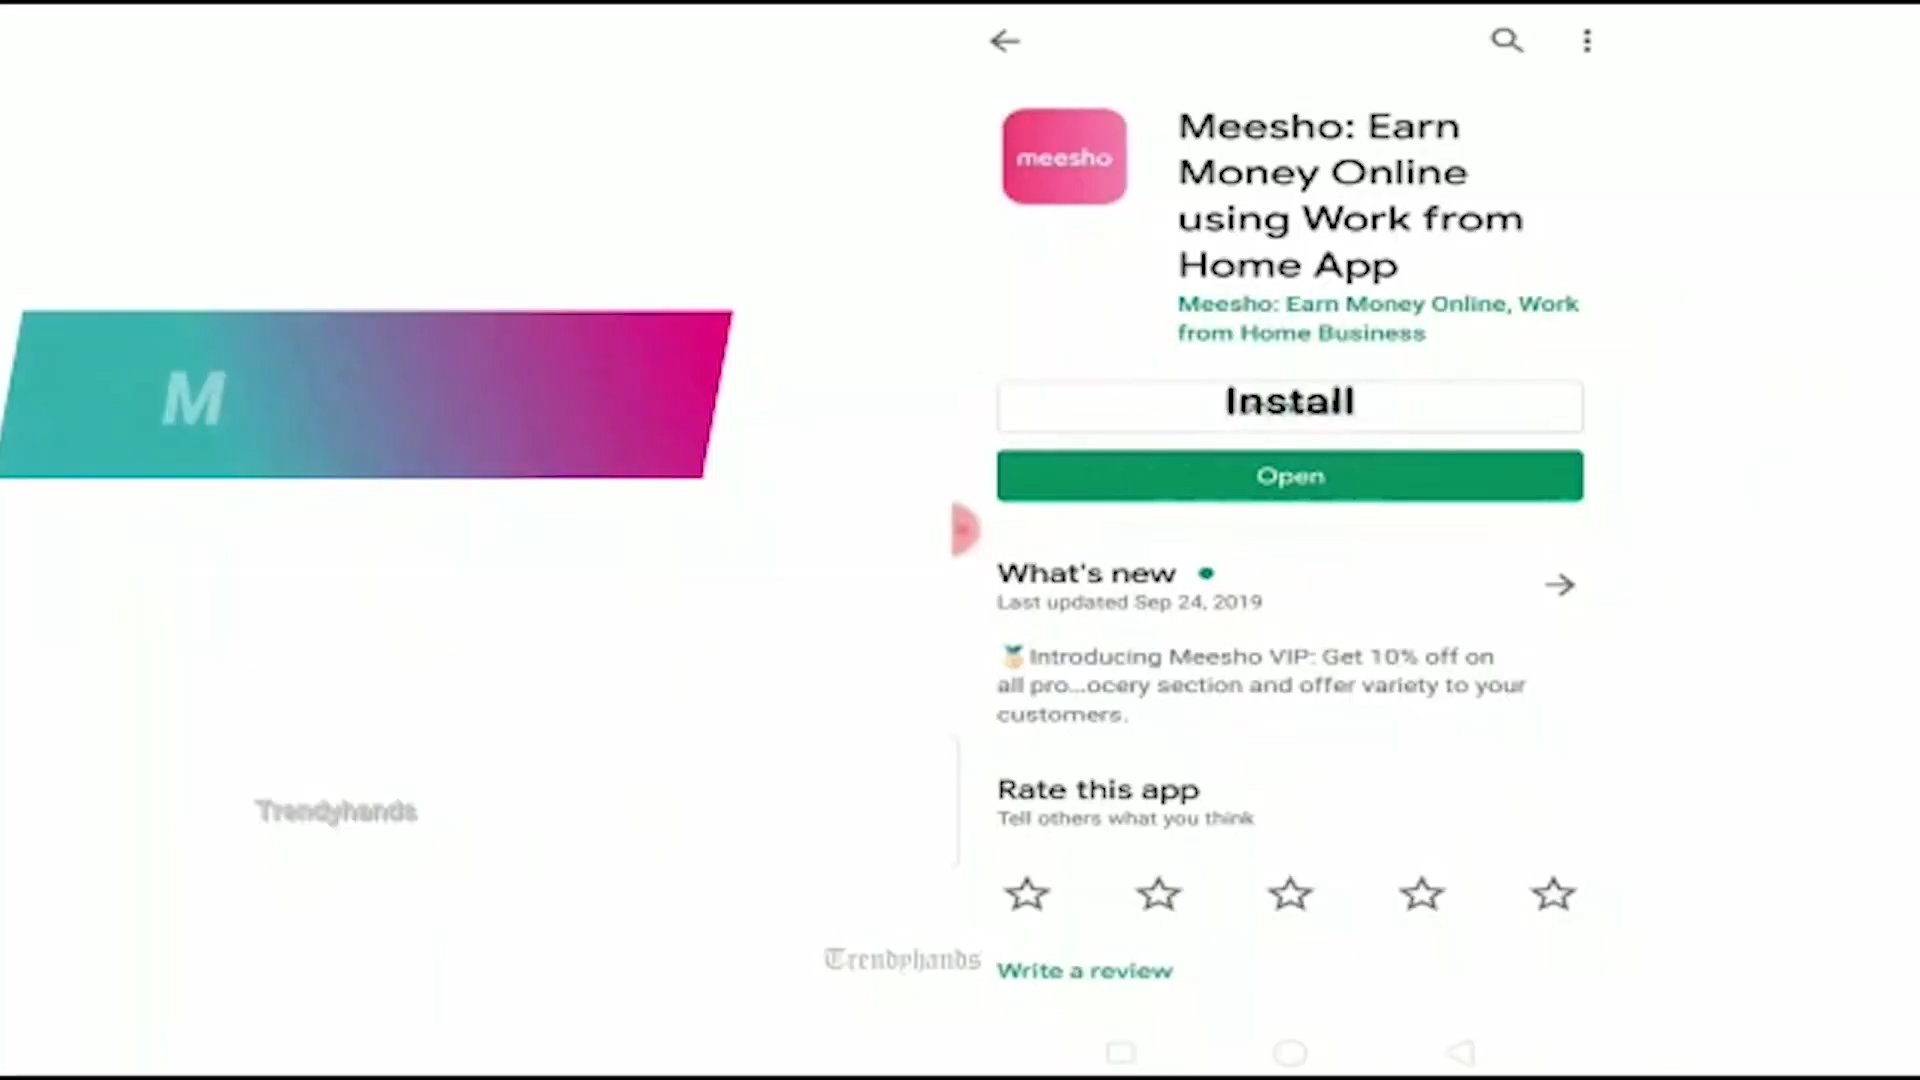 M
Trendyhands
Trendyhands
meesho
Meesho: Earn
Money Online
using Work from
Home App
Meesho: Earn Money Online, Work
from Home Business
Install
Open
What's new
Last updated Sep 24, 2019
Introducing Meesho VIP: Get 10% off on
all pro...ocery section and offer variety to your
customers.
Rate this app
Tell others what you think
Write a review